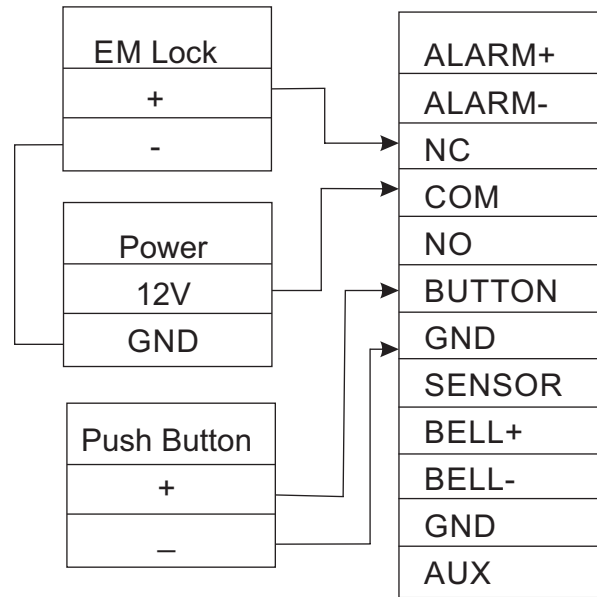 EM Lock
+
-
Power
12V
GND
Push Button
+
–
ALARM+
ALARM-
NC
COM
NO
BUTTON
GND
SENSOR
BELL+
BELL-
GND
AUX